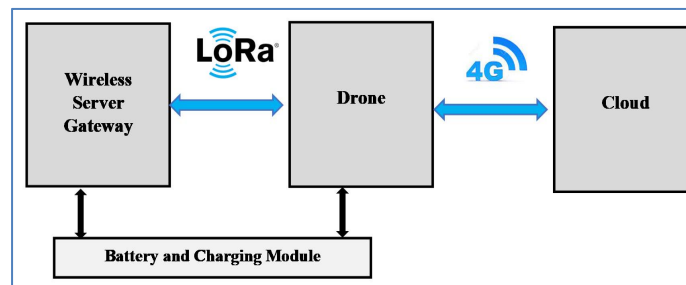 LoRa®
4G
Wireless
Server
Gateway
Drone
Cloud
Battery and Charging Module